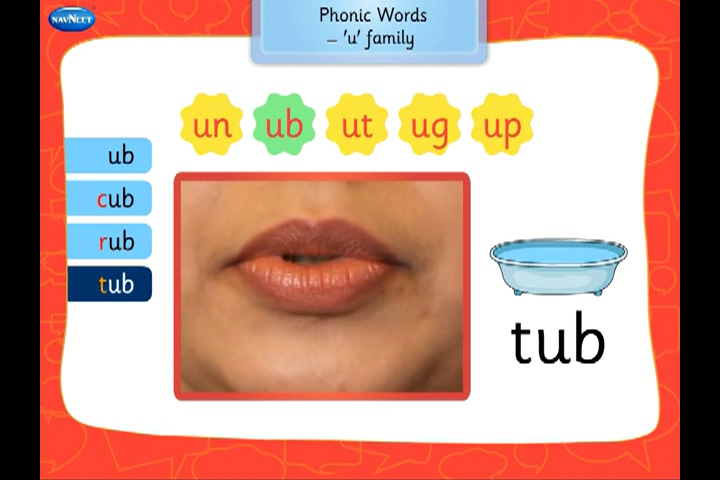 NAVNEET
Phonic Words
– 'u' family
un ub ut ug up
ub
cub
rub
tub
tub